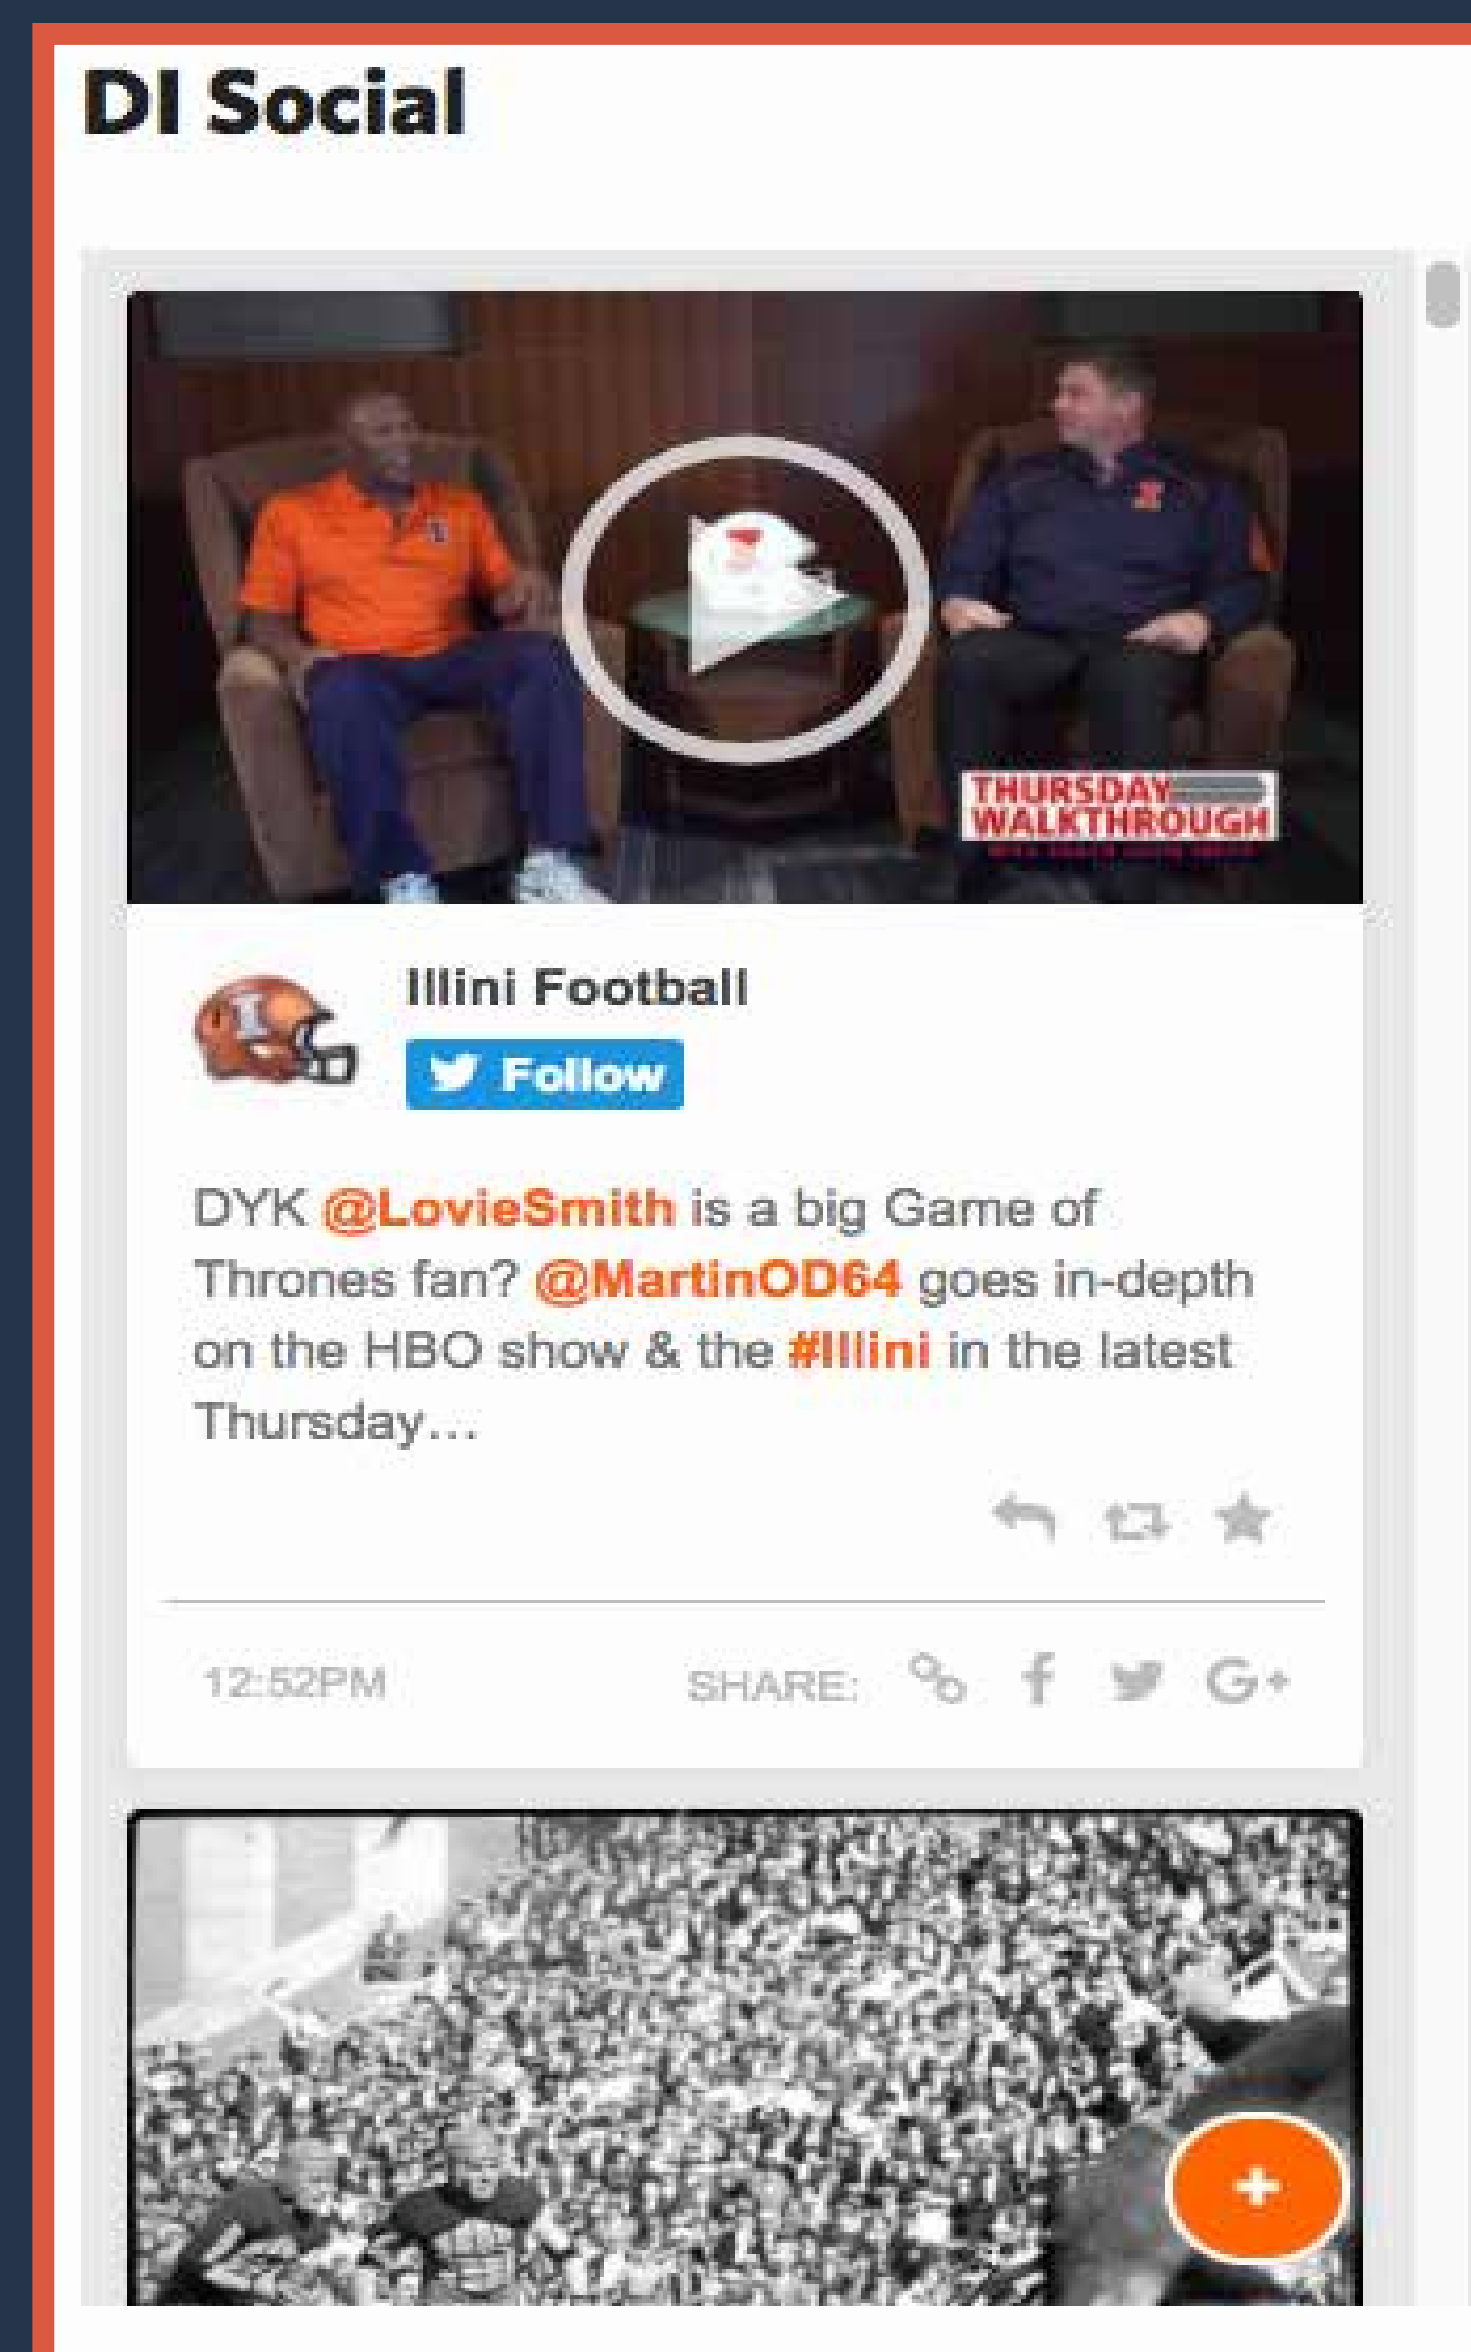 DI Social
THURSDAY
WALKTHROUGH
Illini Football
Follow
DYK @LovieSmith is a big Game of
Thrones fan? @MartinOD64 goes in-depth
on the HBO show & the #Illini in the latest
Thursday...
12:52PM SHARE: f G+
+